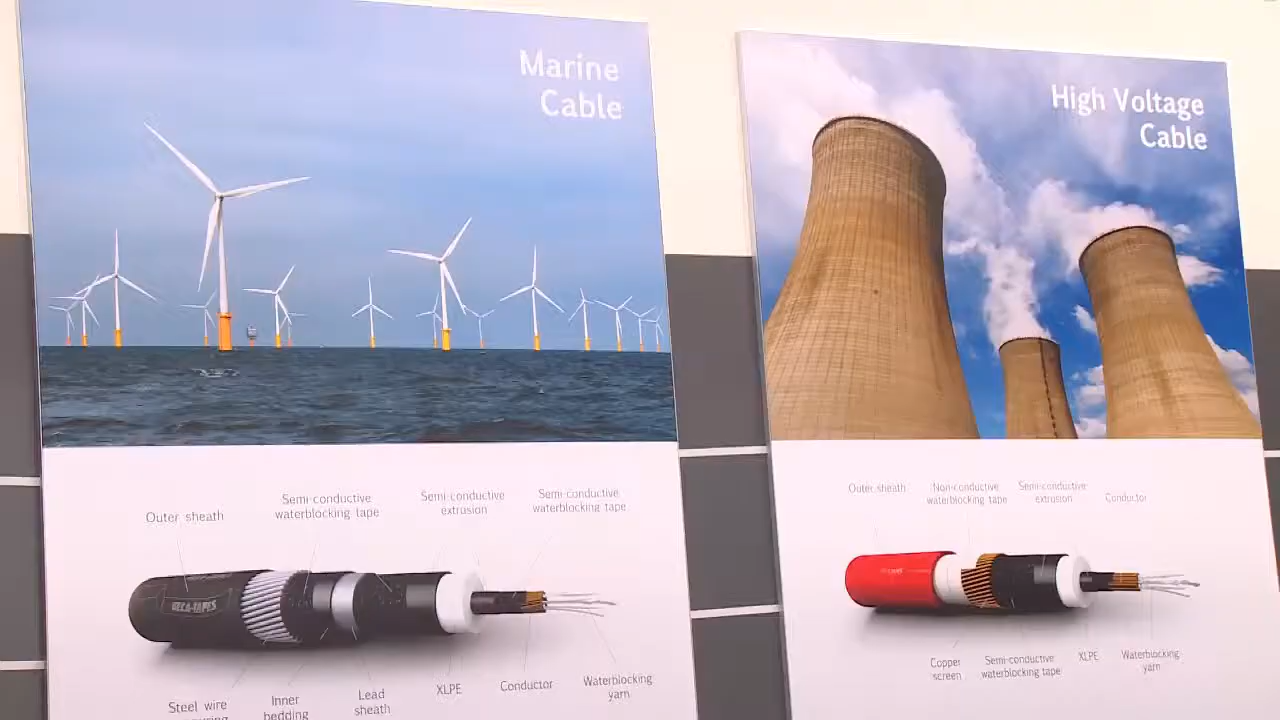 Marine
Cable
Outer sheath
Semi-conductive
waterblocking tape
Semi-conductive
extrusion
Semi-conductive
waterblocking tape
GECA-TAPES
Steel wire
Inner
bedding
Lead
sheath
XLPE
Conductor
Waterblocking
yarn
High Voltage
Cable
Outer sheath
Non-conductive
waterblocking tape
Semi-conductive
extrusion
Conductor
Copper
screen
Semi-conductive
waterblocking tape
XLPE
Waterblocking
yarn